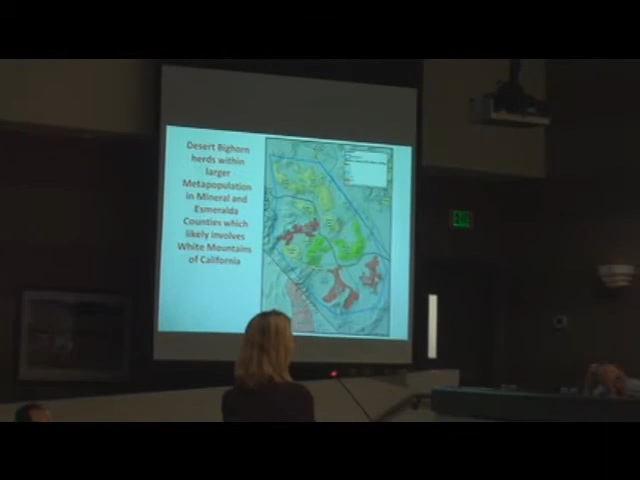 Desert Bighorn
herds within
larger
Metapopulation
in Mineral and
Esmeralda
Counties which
likely involves
White Mountains
of California
EXIT